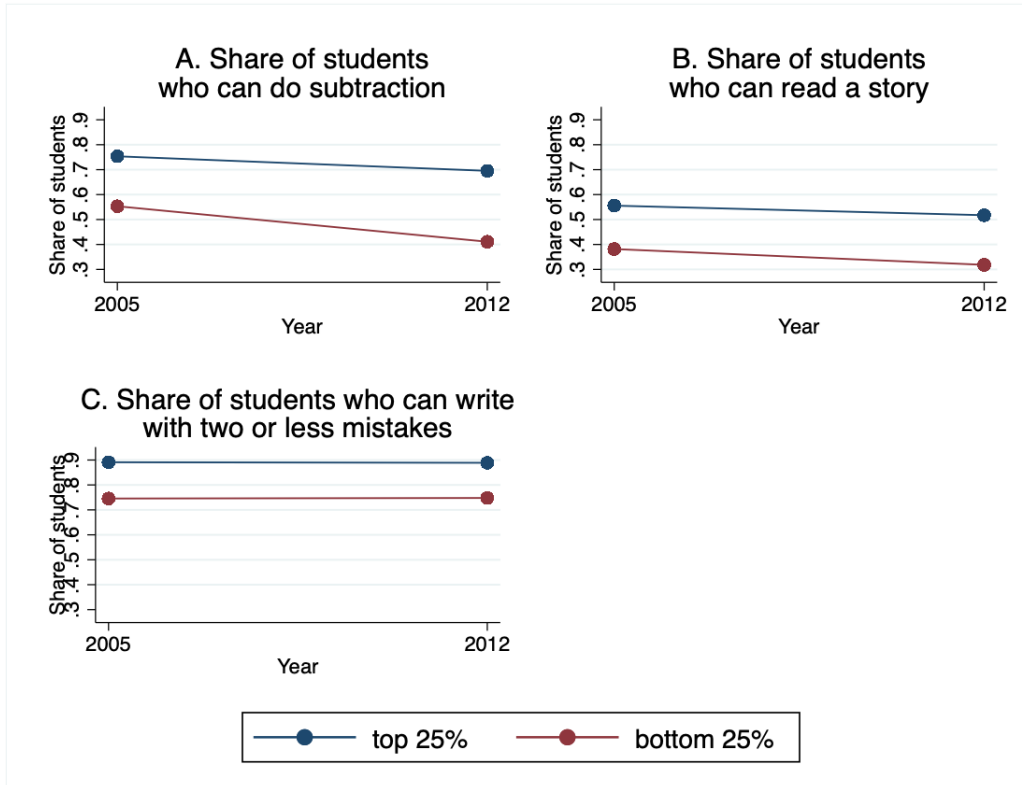 A. Share of students
who can do subtraction
Share of students
.3 .4 .5 .6 .7 .8 .9
2005 2012
Year
B. Share of students
who can read a story
Share of students
.3 .4 .5 .6 .7 .8 .9
2005 2012
Year
C. Share of students who can write
with two or less mistakes
Share of students
.3 .4 .5 .6 .7 .8 .9
2005 2012
Year
top 25% bottom 25%